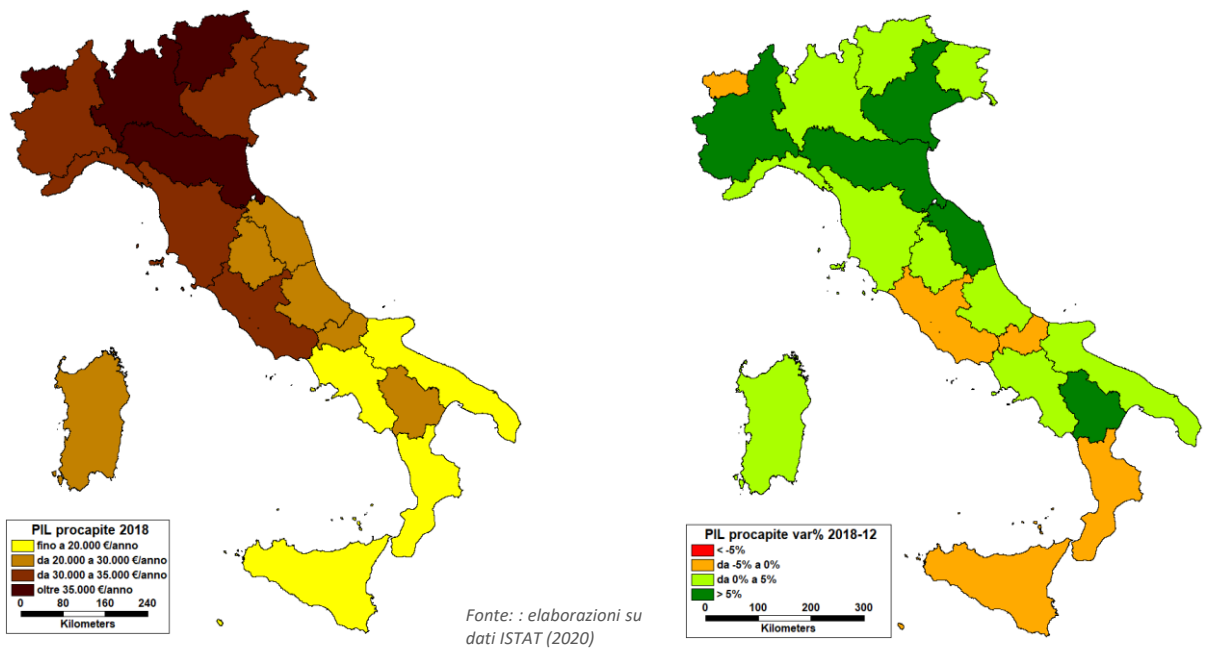 PIL procapite 2018
fino a 20.000 €/anno
da 20.000 a 30.000 €/anno
da 30.000 a 35.000 €/anno
oltre 35.000 €/anno
0 80 160 240
Kilometers
Fonte: : elaborazioni su
dati ISTAT (2020)
PIL procapite var% 2018-12
< -5%
da -5% a 0%
da 0% a 5%
> 5%
0 100 200 300
Kilometers